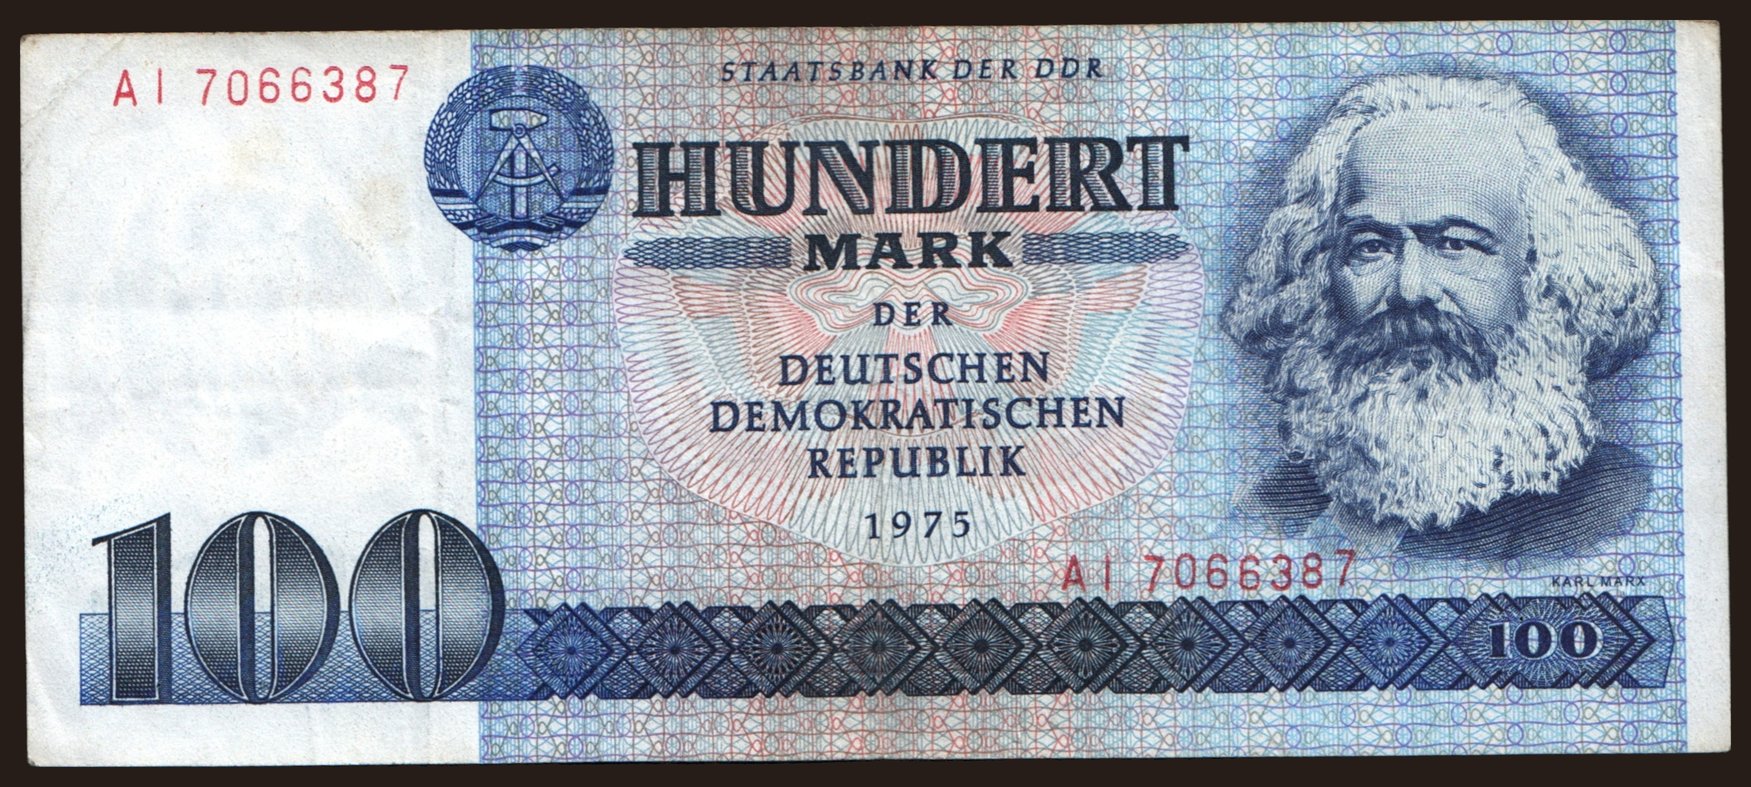 AI 7066387
STAATSBANK DER DDR
HUNDERT
MARK
DER
DEUTSCHEN
DEMOKRATISCHEN
REPUBLIK
1975
AI 7066387
KARL MARX
100
100